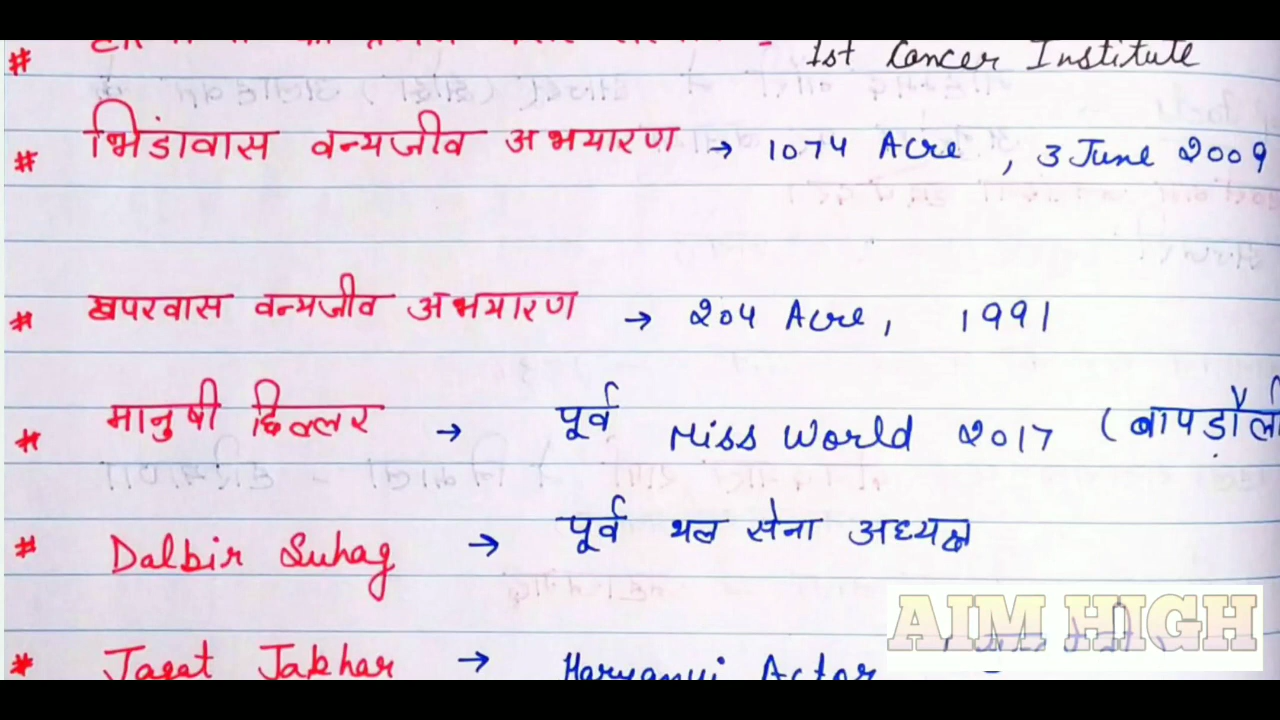 # 1st Cancer Institute
# भिंडावास वन्यजीव अभयारण → 1074 Acre, 3 June 2009
# खपरवास वन्यजीव अभयारण → 204 Acre, 1991
# मानुषी छिल्लर → पूर्व Miss World 2017 (बापड़ौली
# Dalbir Suhag → पूर्व थल सेना अध्यक्ष
# Jagat Jakhar → Haryanvi Actor
AIM HIGH